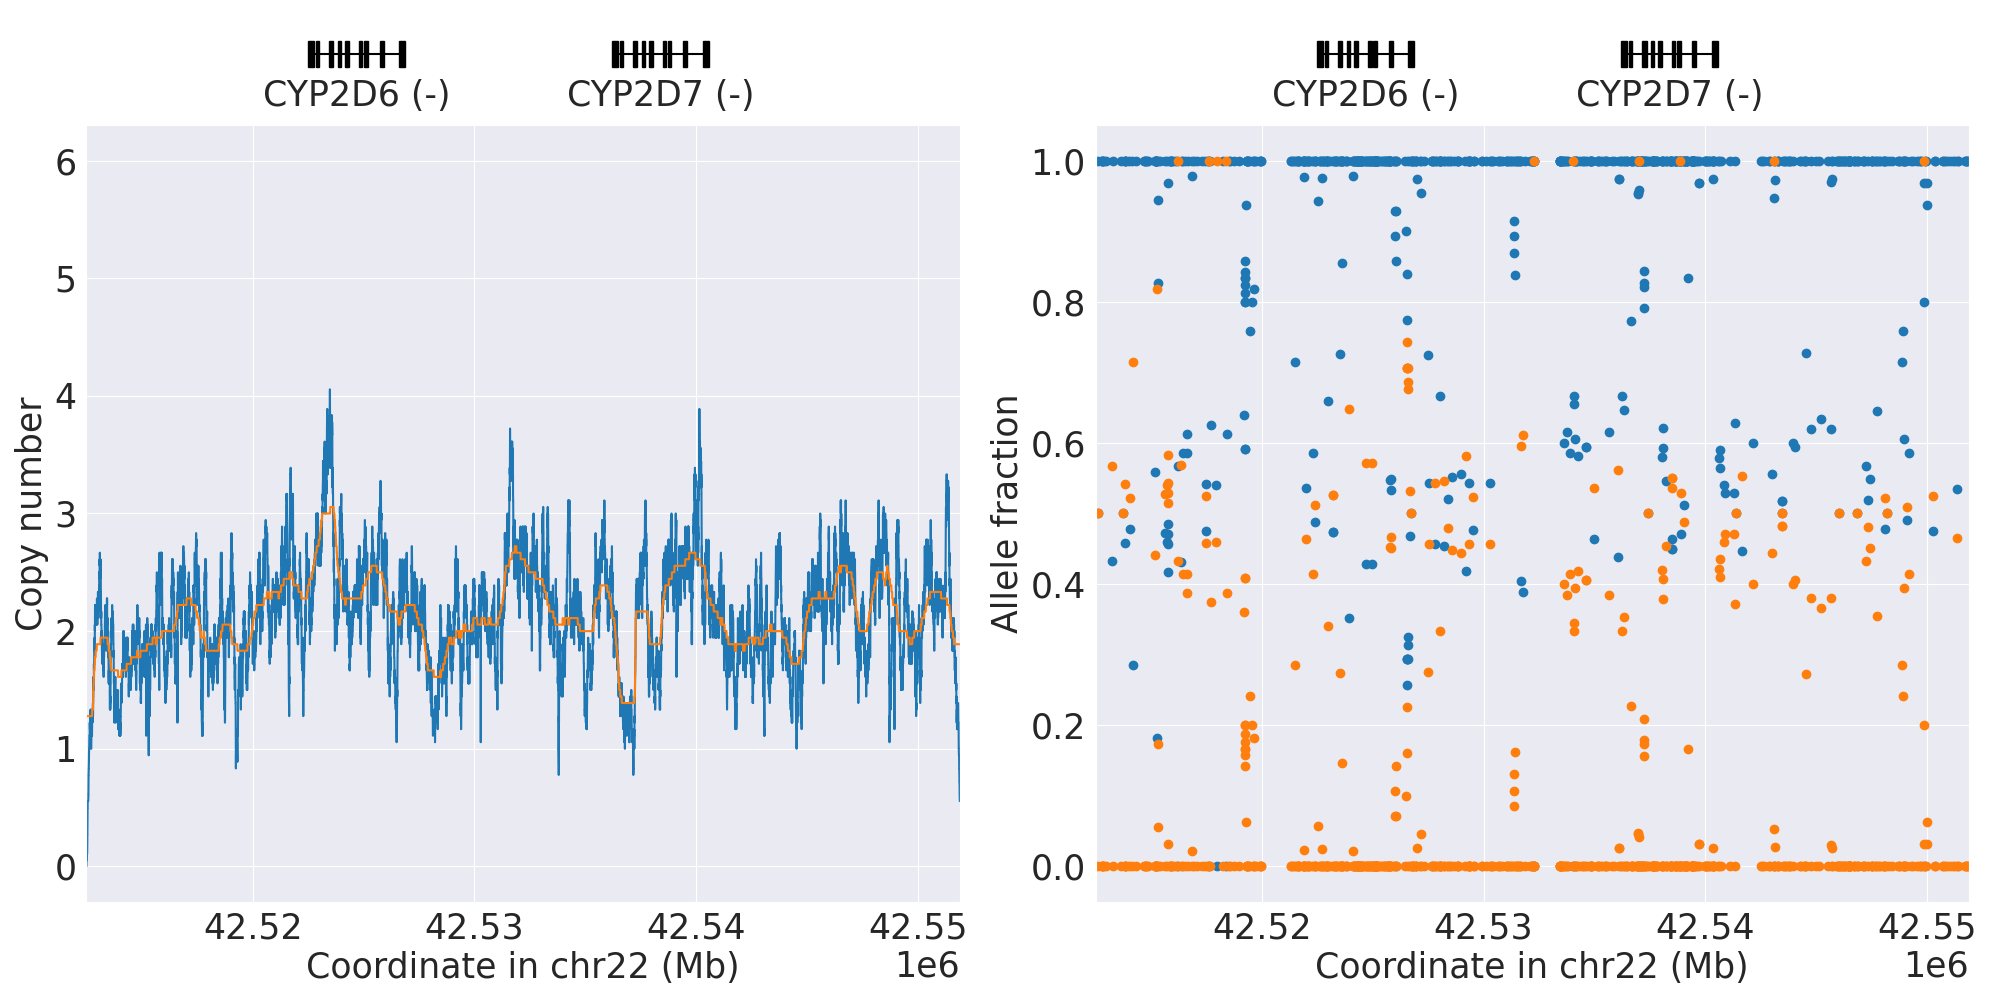 CYP2D6 (-) CYP2D7 (-) CYP2D6 (-) CYP2D7 (-)
6
5
4
3
2
1
0
Copy number
42.52 42.53 42.54 42.55
1e6
Coordinate in chr22 (Mb)
1.0
0.8
0.6
0.4
0.2
0.0
Allele fraction
42.52 42.53 42.54 42.55
1e6
Coordinate in chr22 (Mb)